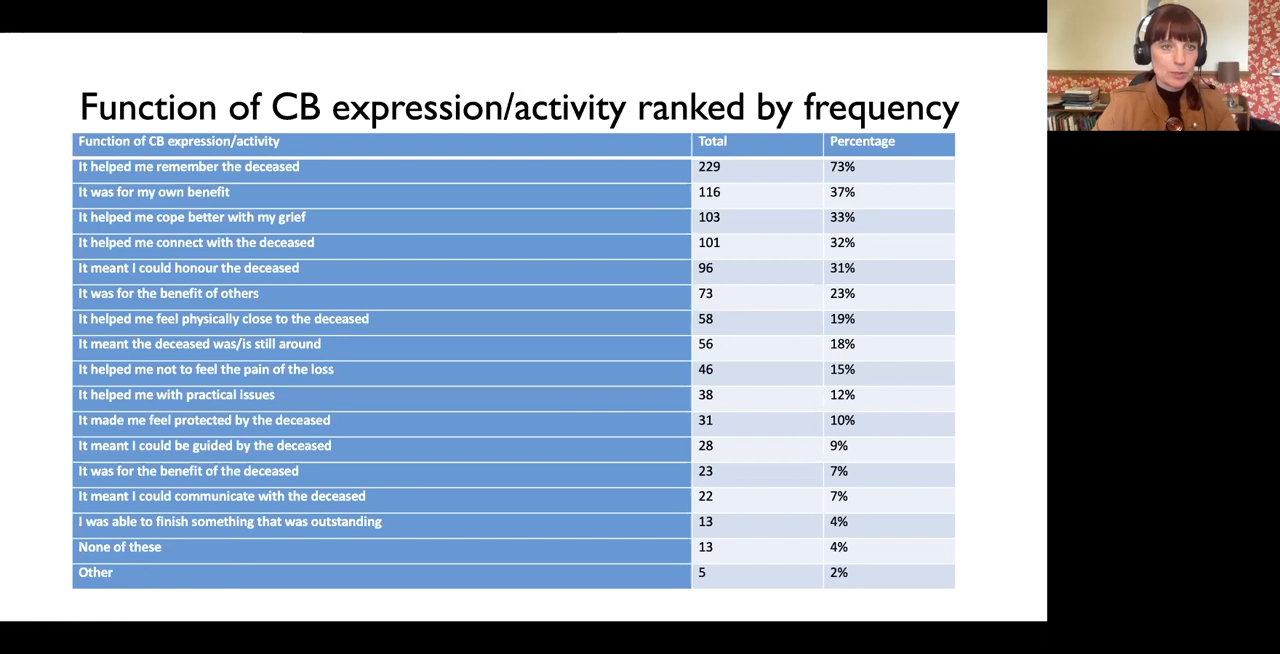 Function of CB expression/activity ranked by frequency
Function of CB expression/activity Total Percentage
It helped me remember the deceased 229 73%
It was for my own benefit 116 37%
It helped me cope better with my grief 103 33%
It helped me connect with the deceased 101 32%
It meant I could honour the deceased 96 31%
It was for the benefit of others 73 23%
It helped me feel physically close to the deceased 58 19%
It meant the deceased was/is still around 56 18%
It helped me not to feel the pain of the loss 46 15%
It helped me with practical issues 38 12%
It made me feel protected by the deceased 31 10%
It meant I could be guided by the deceased 28 9%
It was for the benefit of the deceased 23 7%
It meant I could communicate with the deceased 22 7%
I was able to finish something that was outstanding 13 4%
None of these 13 4%
Other 5 2%